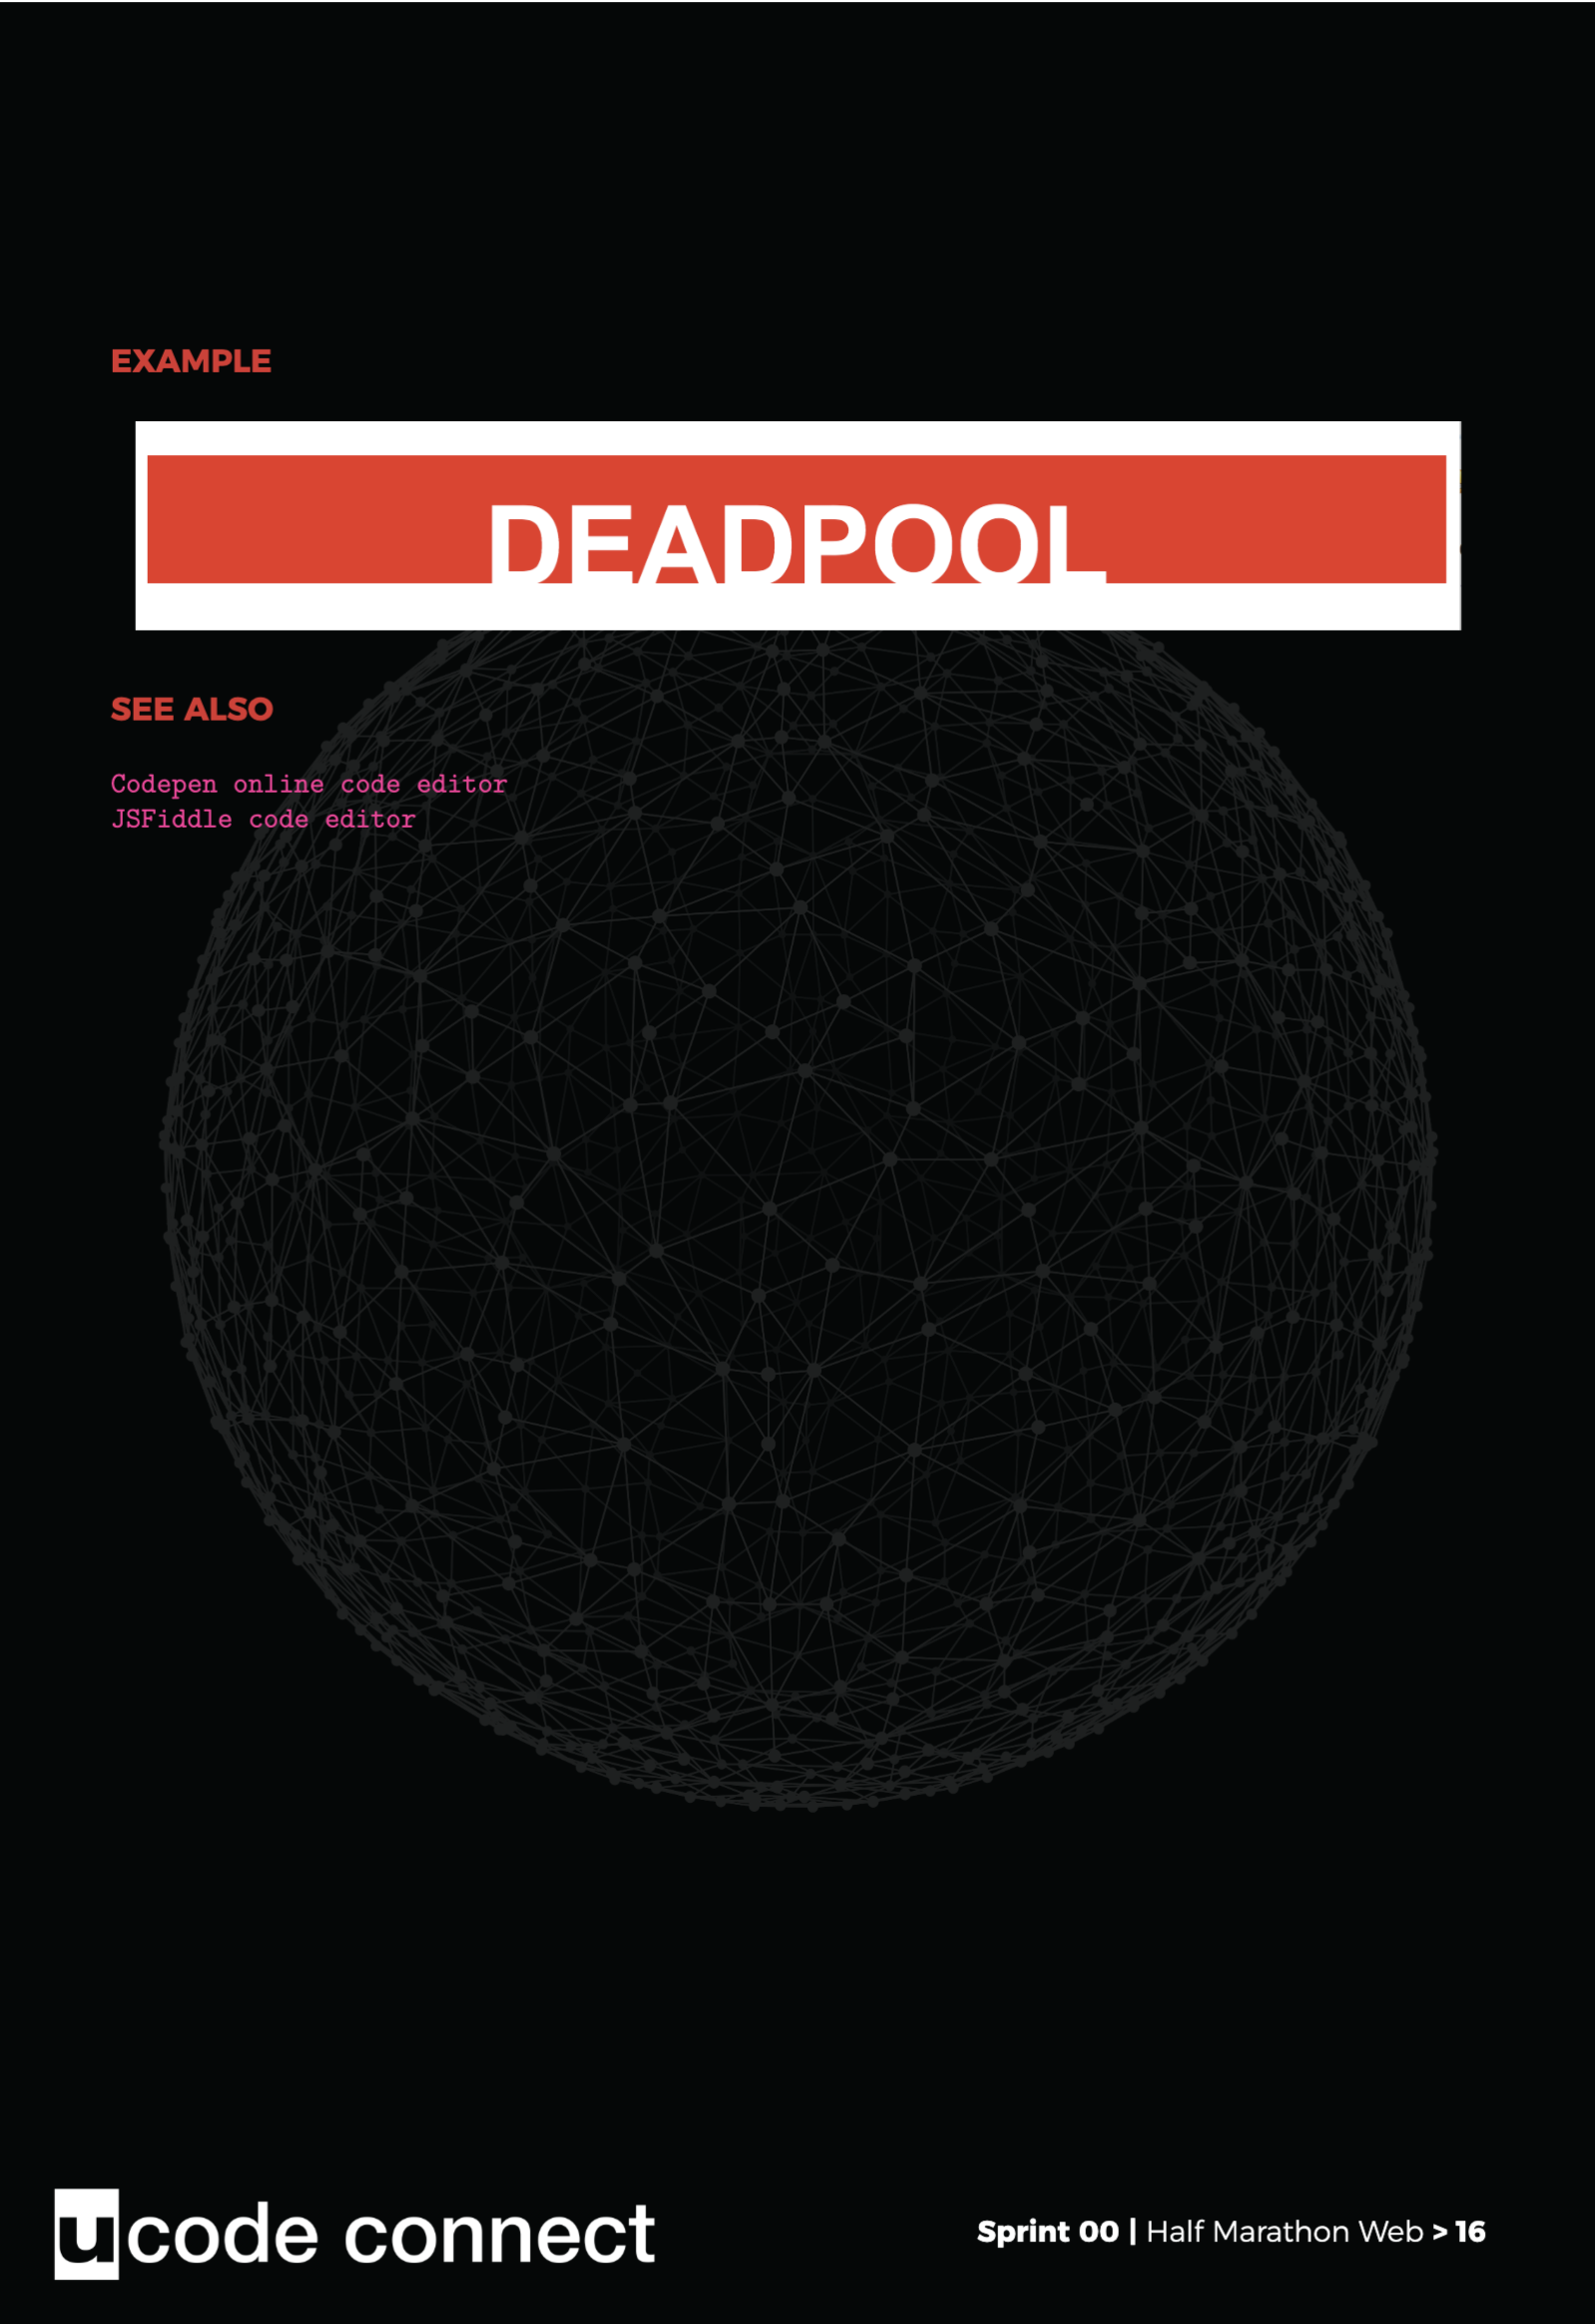 EXAMPLE
DEADPOOL
SEE ALSO
Codepen online code editor
JSFiddle code editor
ucode connect
Sprint 00 | Half Marathon Web > 16